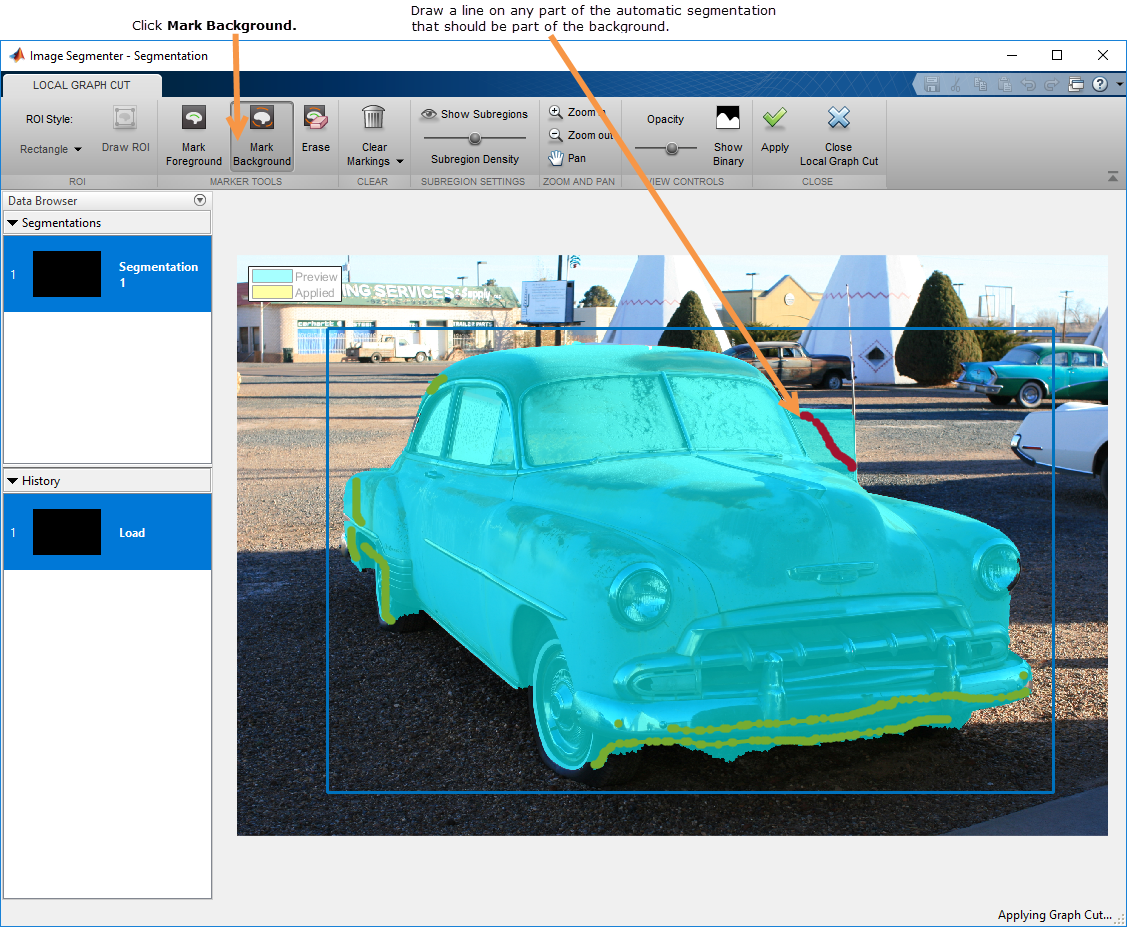 Draw a line on any part of the automatic segmentation
Click Mark Background.
that should be part of the background.
Image Segmenter - Segmentation
LOCAL GRAPH CUT
ROI Style:
Rectangle
Draw ROI
ROI
Mark
Foreground
Mark
Background
Erase
MARKER TOOLS
Clear
Markings
CLEAR
Show Subregions
Subregion Density
SUBREGION SETTINGS
Zoom in
Zoom out
Pan
ZOOM AND PAN
Opacity
Show
Binary
VIEW CONTROLS
Apply
Close
Local Graph Cut
CLOSE
Data Browser
Segmentations
1
Segmentation
1
History
1
Load
Preview
Applied
NG SERVICES & Supply
carhartt
Applying Graph Cut...